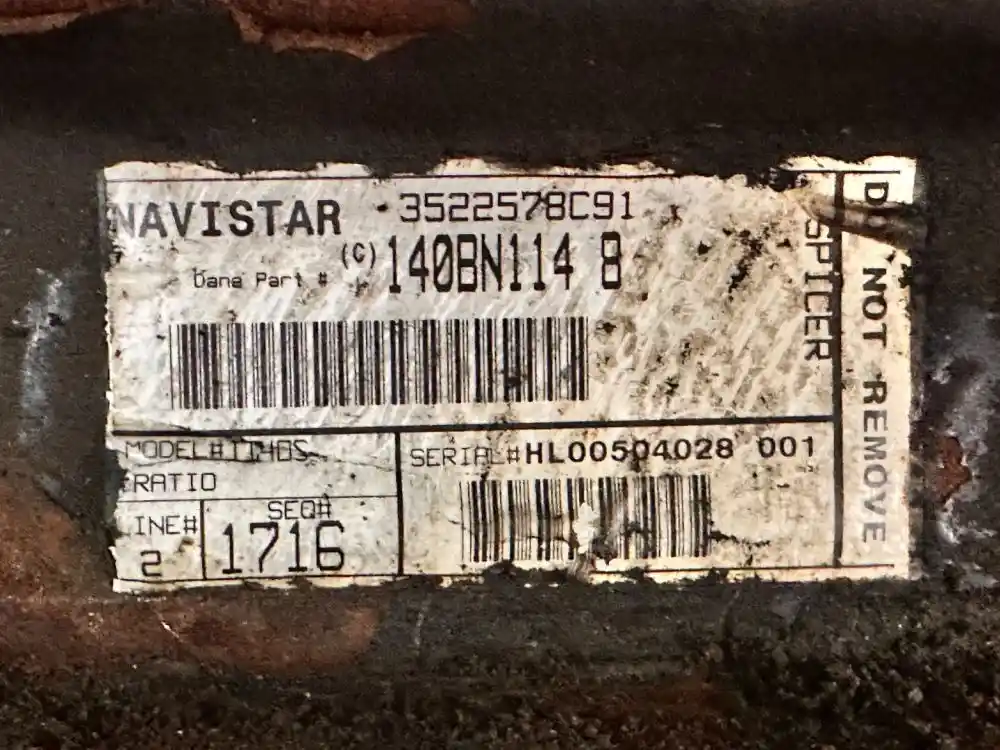 NAVISTAR 3522578C91
Dana Part # (C) 140BN114 8
SPICER
DO NOT REMOVE
MODEL#
SERIAL# HL00504028 001
RATIO
LINE# SEQ#
2 1716